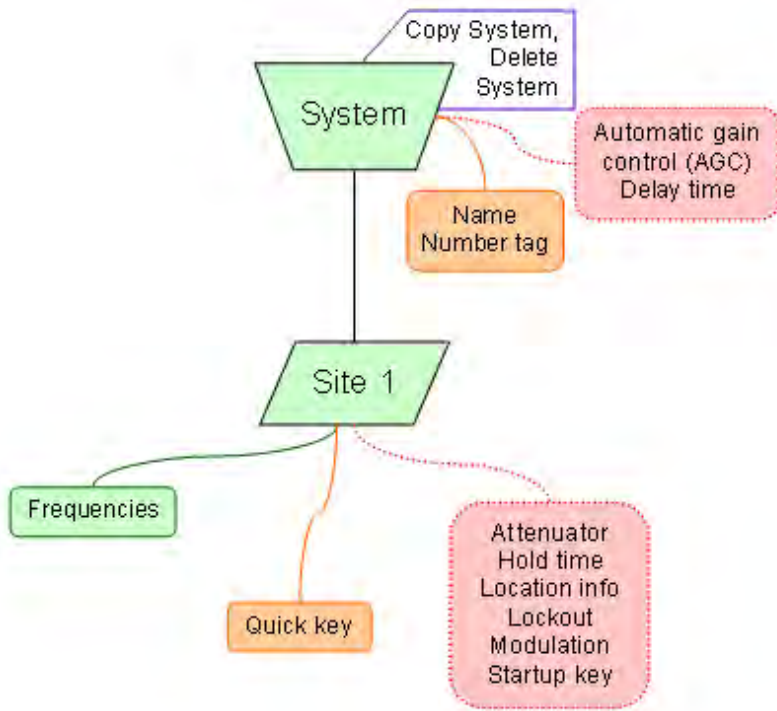 Copy System,
Delete
System
System
Automatic gain
control (AGC)
Delay time
Name
Number tag
Site 1
Frequencies
Quick key
Attenuator
Hold time
Location info
Lockout
Modulation
Startup key